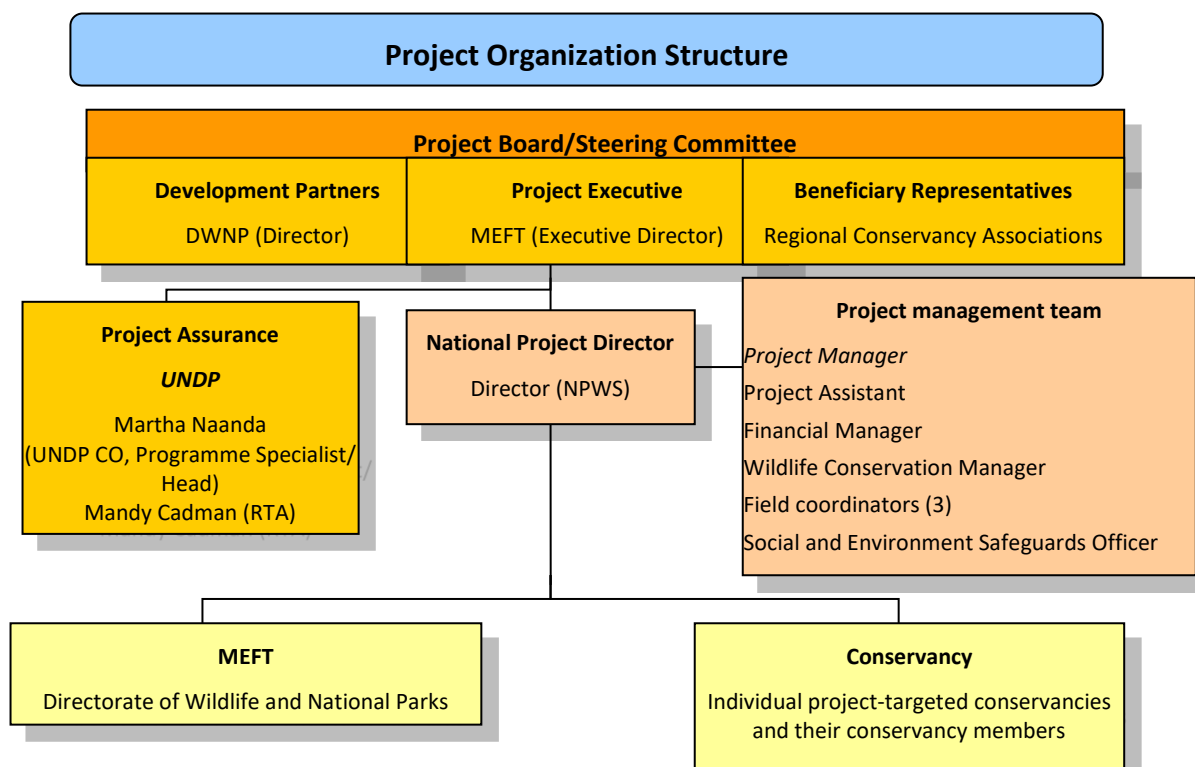 Project Organization Structure
Project Board/Steering Committee
Development Partners
DWNP (Director)
Project Executive
MEFT (Executive Director)
Beneficiary Representatives
Regional Conservancy Associations
Project Assurance
UNDP
Martha Naanda
(UNDP CO, Programme Specialist/
Head)
Mandy Cadman (RTA)
National Project Director
Director (NPWS)
Project management team
Project Manager
Project Assistant
Financial Manager
Wildlife Conservation Manager
Field coordinators (3)
Social and Environment Safeguards Officer
MEFT
Directorate of Wildlife and National Parks
Conservancy
Individual project-targeted conservancies
and their conservancy members